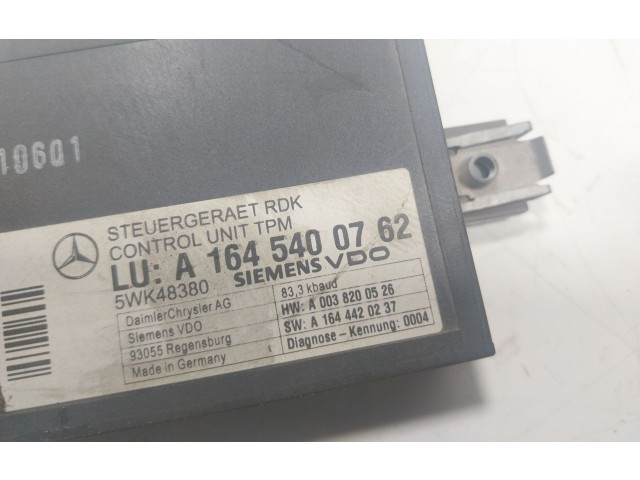 10601
STEUERGERAET RDK
CONTROL UNIT TPM
LU: A 164 540 07 62
5WK48380 SIEMENS VDO
DaimlerChrysler AG
Siemens VDO
93055 Regensburg
Made in Germany
83,3 kbaud
HW: A 003 820 05 26
SW: A 164 442 02 37
Diagnose - Kennung: 0004